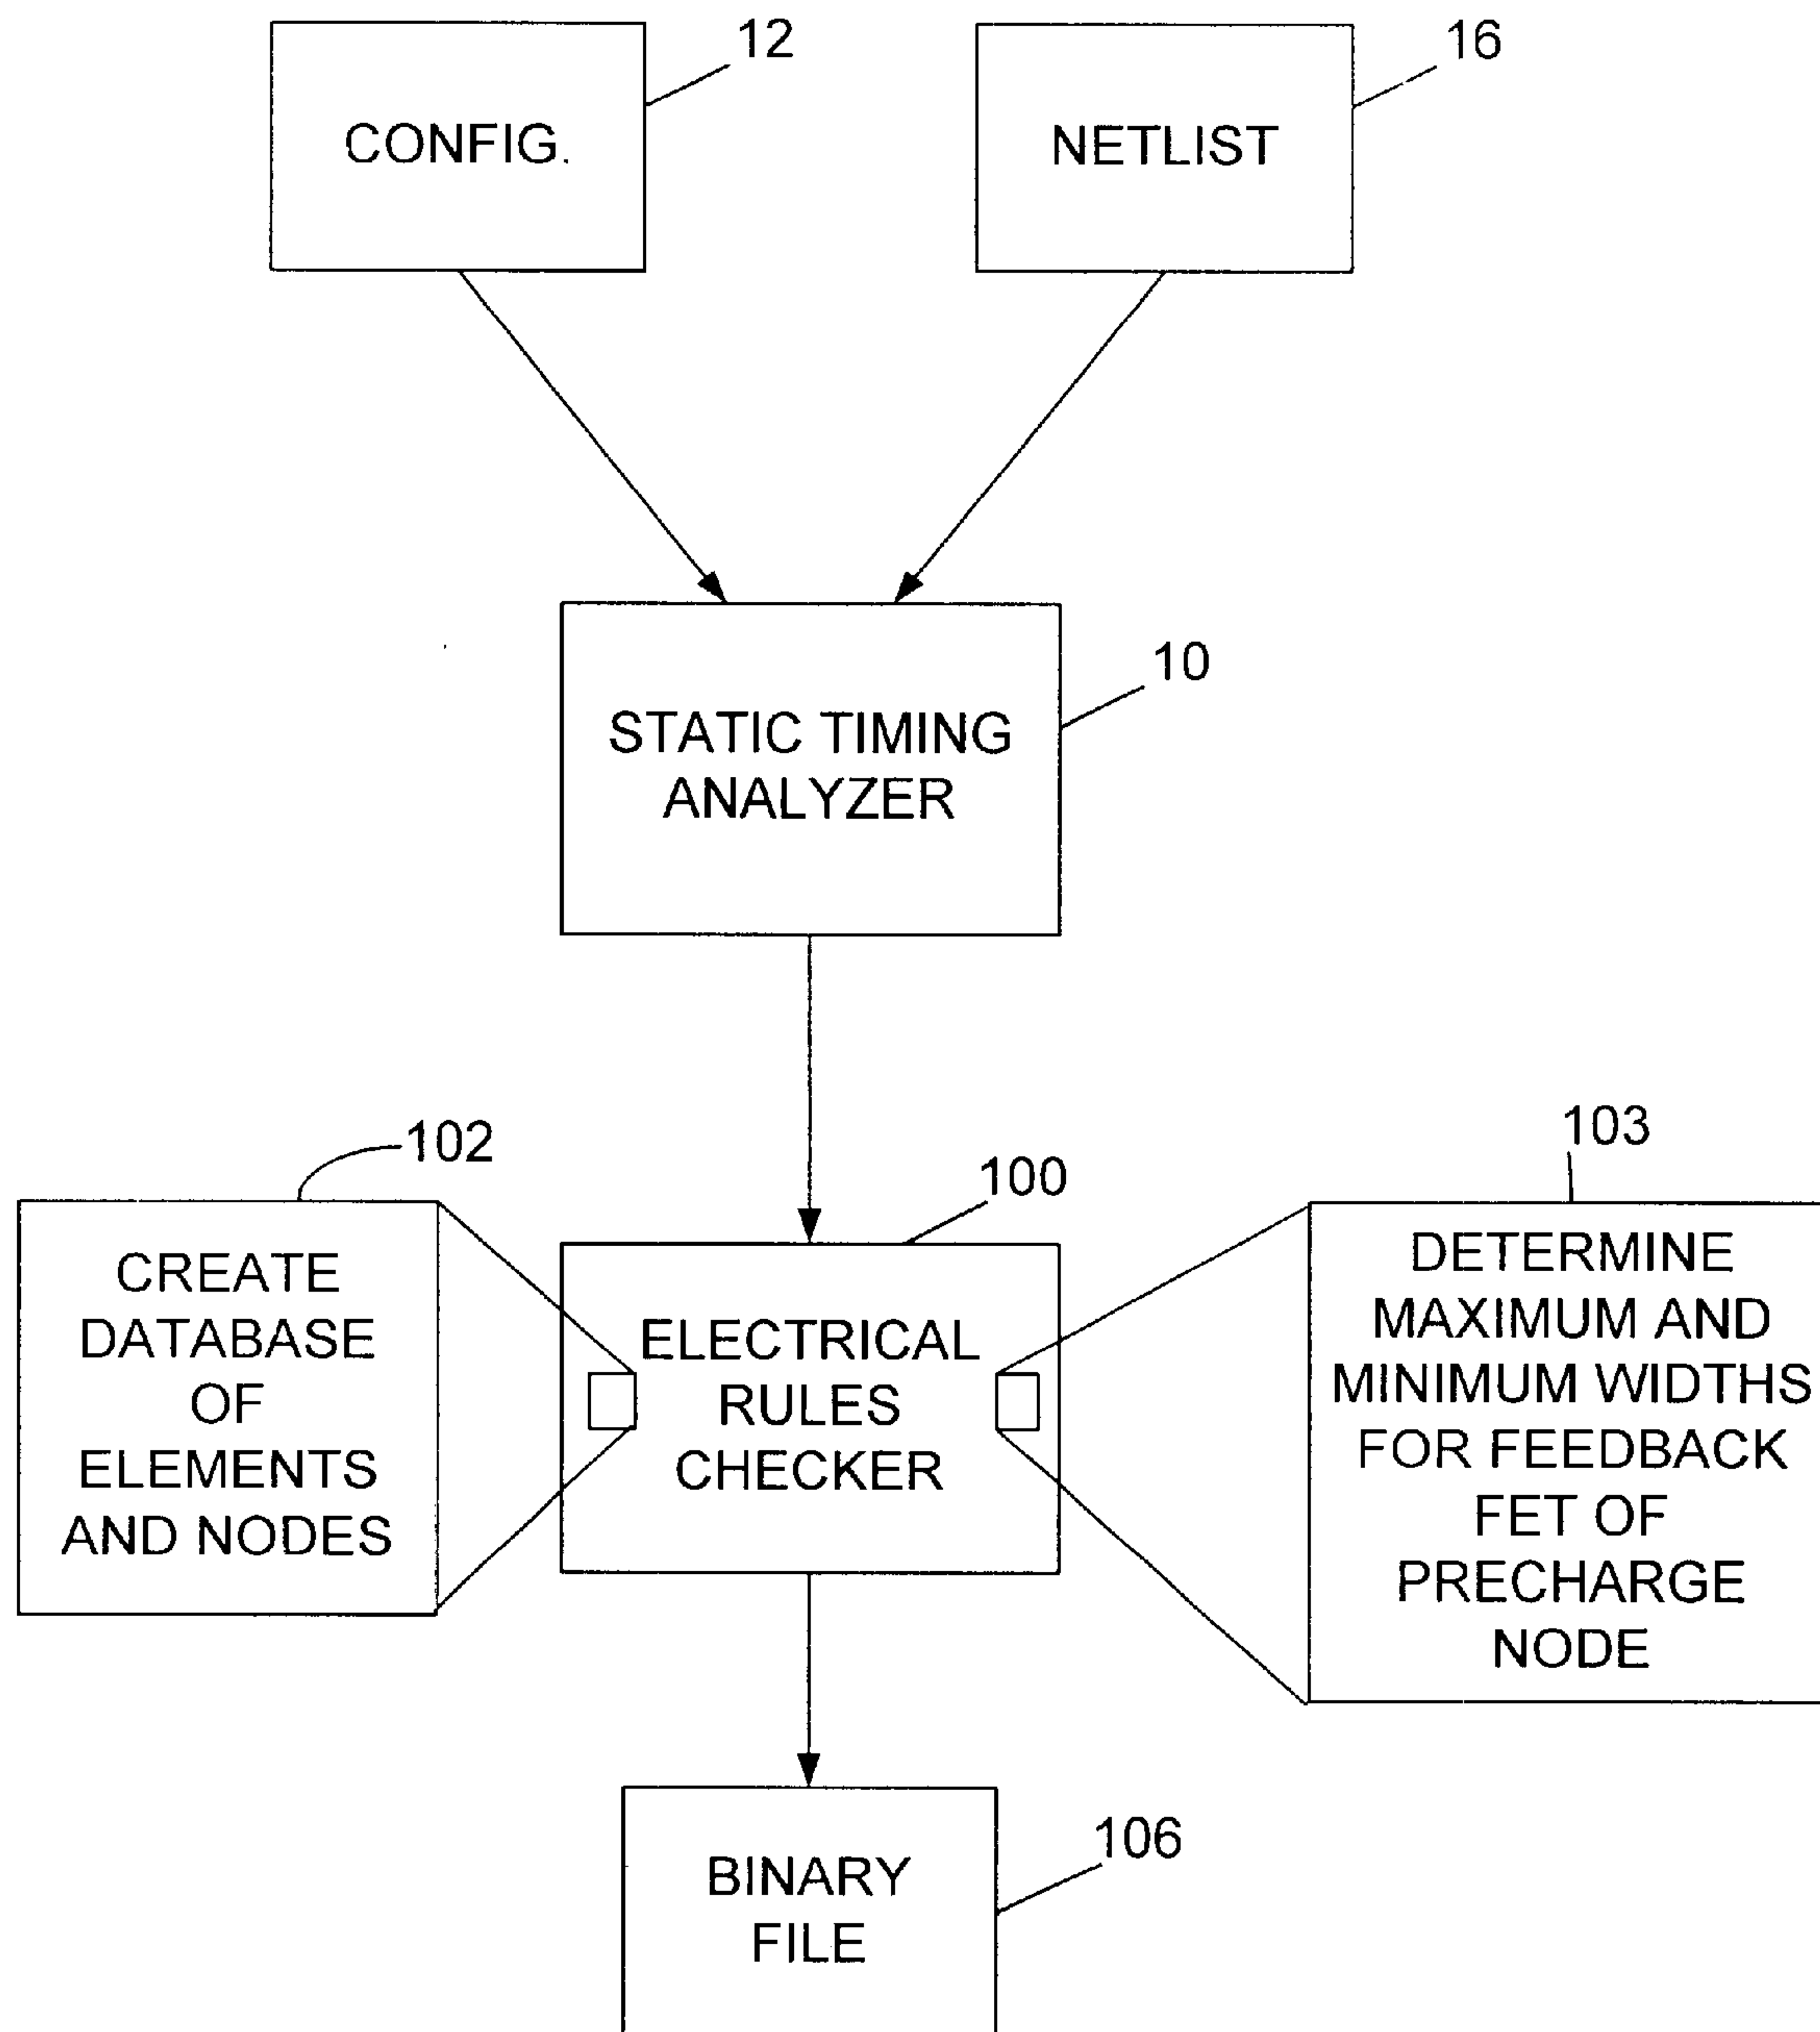 12
16
CONFIG.
NETLIST
10
STATIC TIMING
ANALYZER
102
100
103
CREATE
DATABASE
OF
ELEMENTS
AND NODES
ELECTRICAL
RULES
CHECKER
DETERMINE
MAXIMUM AND
MINIMUM WIDTHS
FOR FEEDBACK
FET OF
PRECHARGE
NODE
106
BINARY
FILE